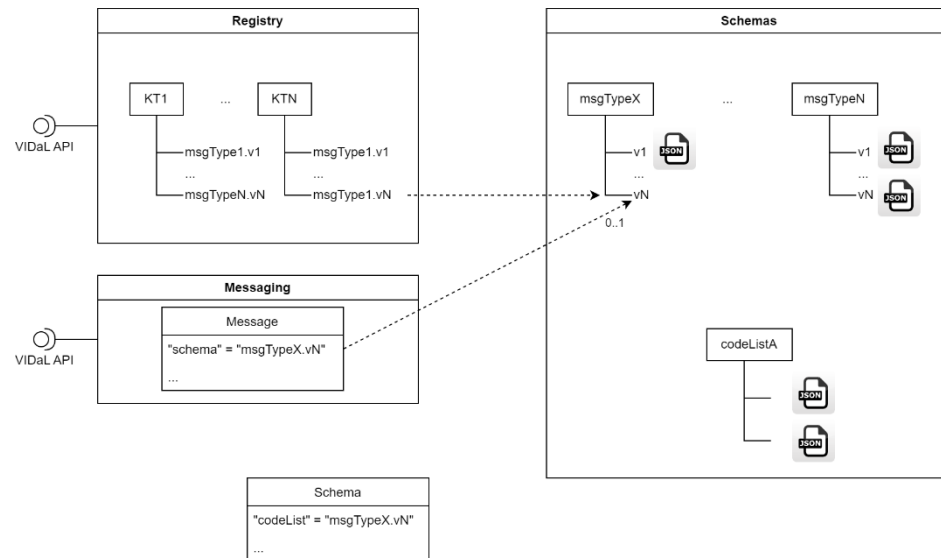 Registry
KT1
...
KTN
msgType1.v1
...
msgTypeN.vN
msgType1.v1
...
msgType1.vN
VIDaL API
Messaging
Message
"schema" = "msgTypeX.vN"
...
VIDaL API
Schema
"codeList" = "msgTypeX.vN"
...
Schemas
msgTypeX
...
msgTypeN
v1
JSON
...
vN
0..1
v1
JSON
...
vN
JSON
codeListA
JSON
JSON